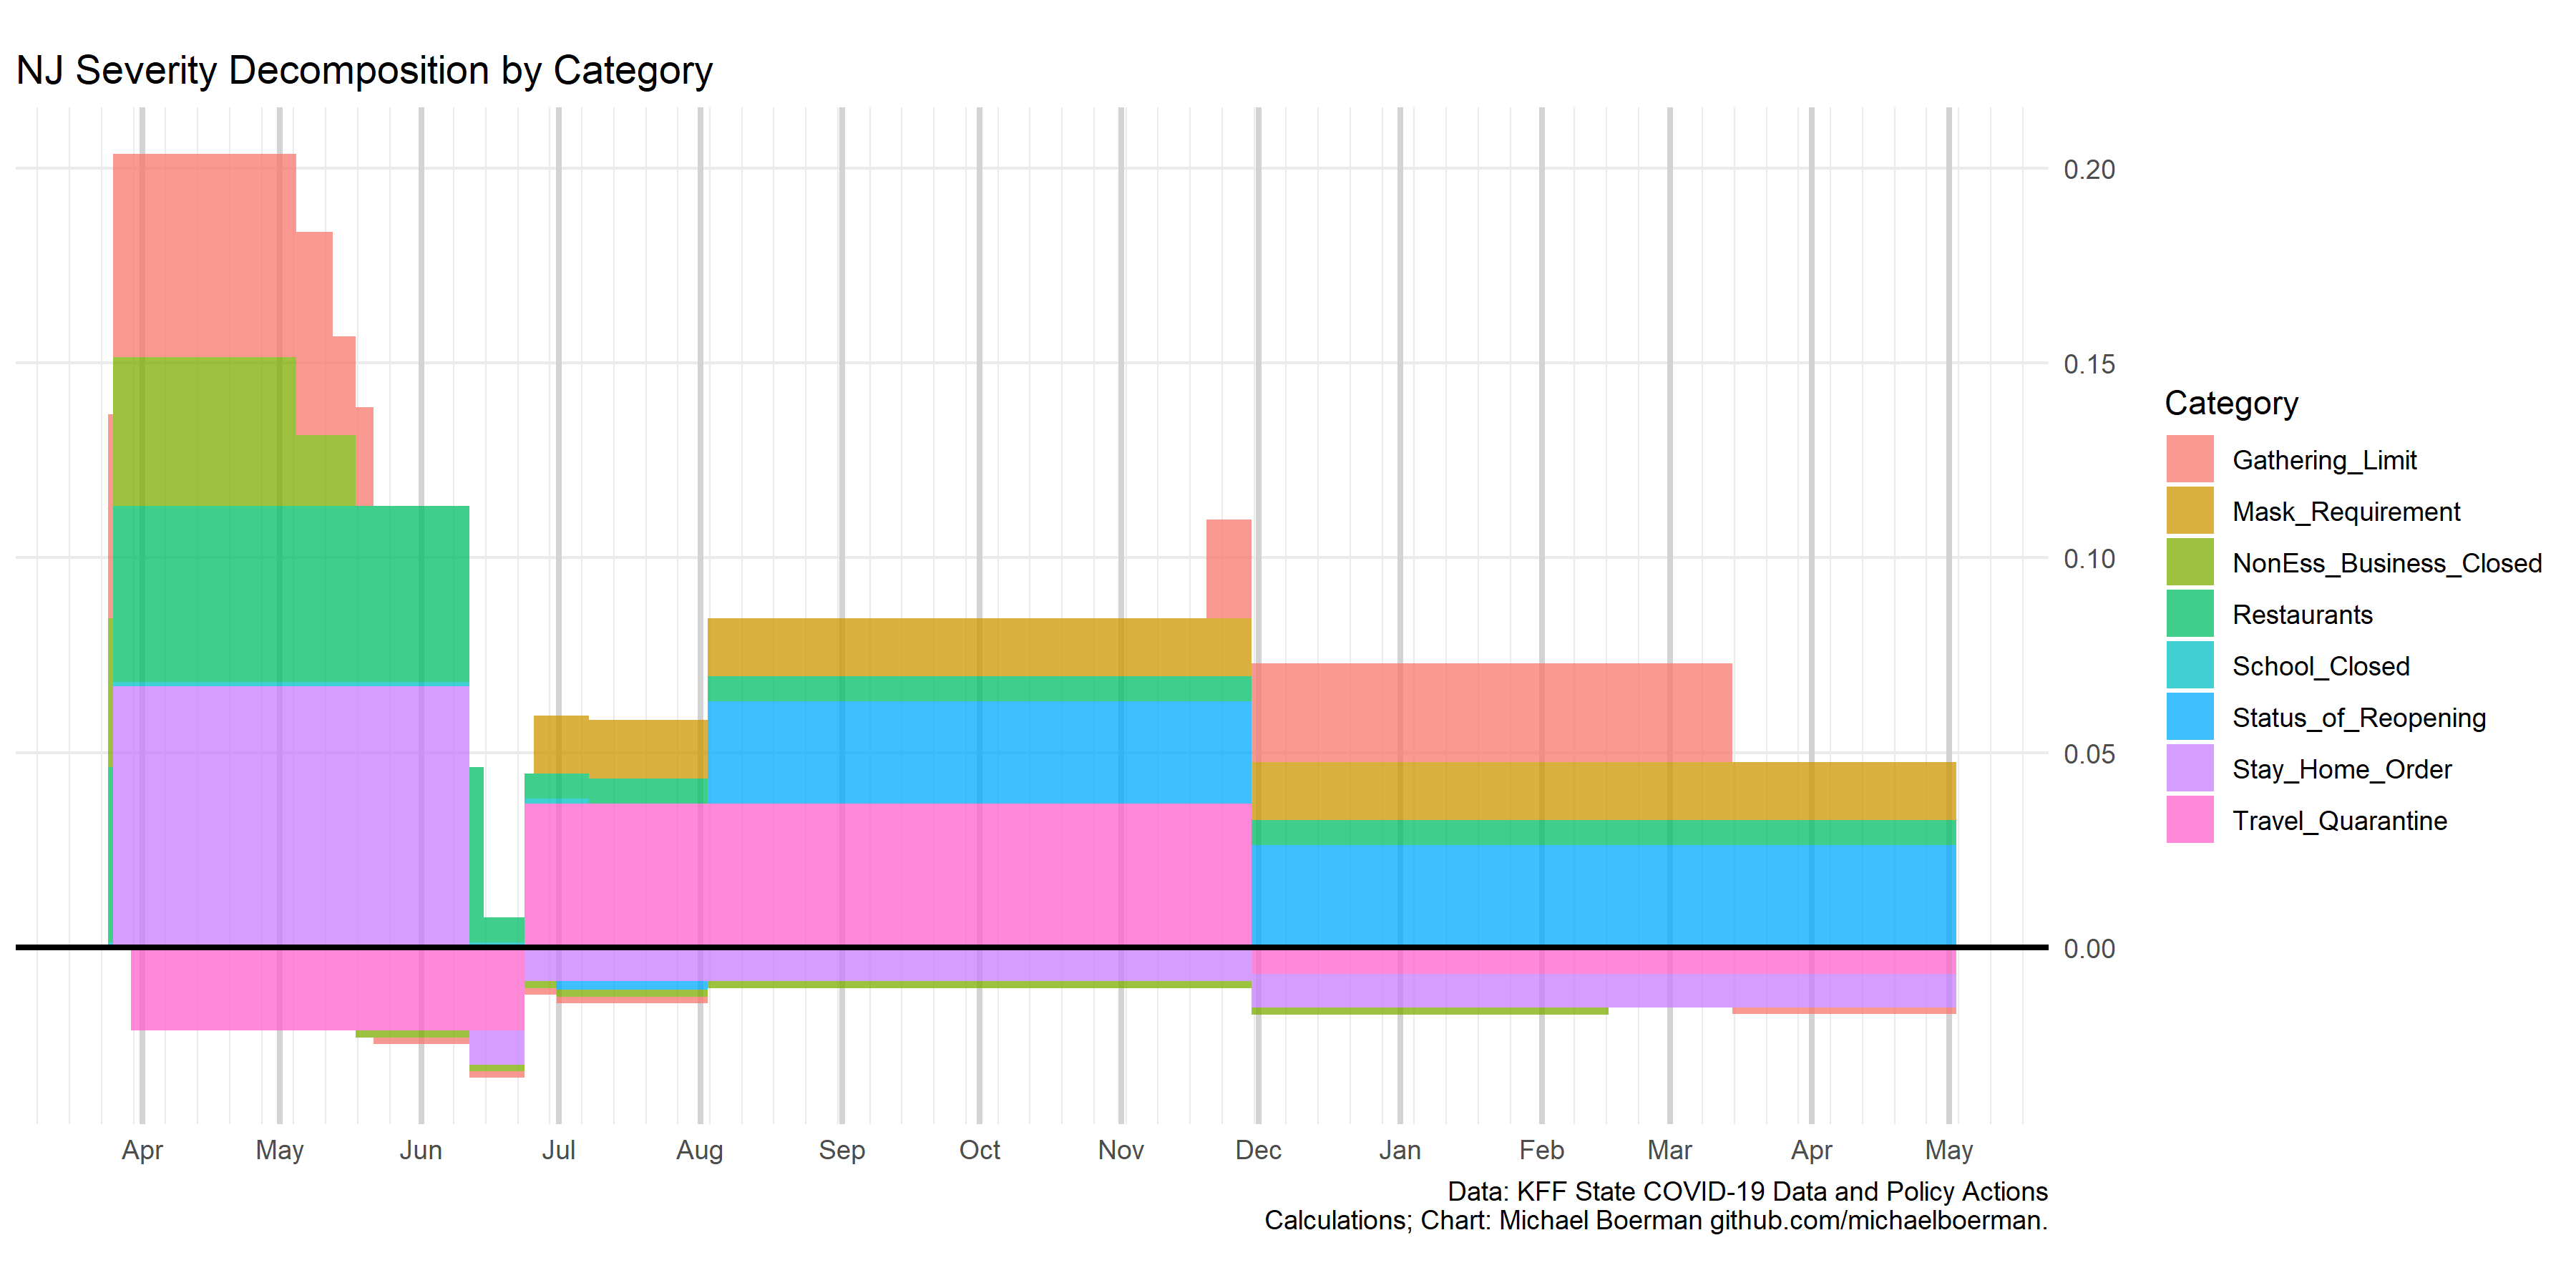 NJ Severity Decomposition by Category
0.20
0.15
0.10
0.05
0.00
Apr May Jun Jul Aug Sep Oct Nov Dec Jan Feb Mar Apr May
Data: KFF State COVID-19 Data and Policy Actions
Calculations; Chart: Michael Boerman github.com/michaelboerman.
Category
Gathering_Limit
Mask_Requirement
NonEss_Business_Closed
Restaurants
School_Closed
Status_of_Reopening
Stay_Home_Order
Travel_Quarantine